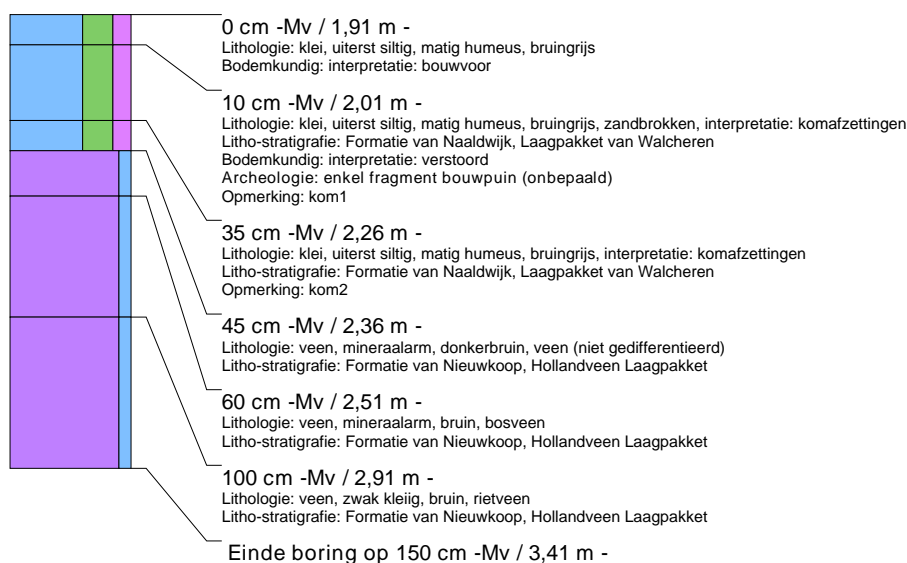 0 cm -Mv / 1,91 m -
Lithologie: klei, uiterst siltig, matig humeus, bruingrijs
Bodemkundig: interpretatie: bouwvoor
10 cm -Mv / 2,01 m -
Lithologie: klei, uiterst siltig, matig humeus, bruingrijs, zandbrokken, interpretatie: komafzettingen
Litho-stratigrafie: Formatie van Naaldwijk, Laagpakket van Walcheren
Bodemkundig: interpretatie: verstoord
Archeologie: enkel fragment bouwpuin (onbepaald)
Opmerking: kom1
35 cm -Mv / 2,26 m -
Lithologie: klei, uiterst siltig, matig humeus, bruingrijs, interpretatie: komafzettingen
Litho-stratigrafie: Formatie van Naaldwijk, Laagpakket van Walcheren
Opmerking: kom2
45 cm -Mv / 2,36 m -
Lithologie: veen, mineraalarm, donkerbruin, veen (niet gedifferentieerd)
Litho-stratigrafie: Formatie van Nieuwkoop, Hollandveen Laagpakket
60 cm -Mv / 2,51 m -
Lithologie: veen, mineraalarm, bruin, bosveen
Litho-stratigrafie: Formatie van Nieuwkoop, Hollandveen Laagpakket
100 cm -Mv / 2,91 m -
Lithologie: veen, zwak kleiig, bruin, rietveen
Litho-stratigrafie: Formatie van Nieuwkoop, Hollandveen Laagpakket
Einde boring op 150 cm -Mv / 3,41 m -